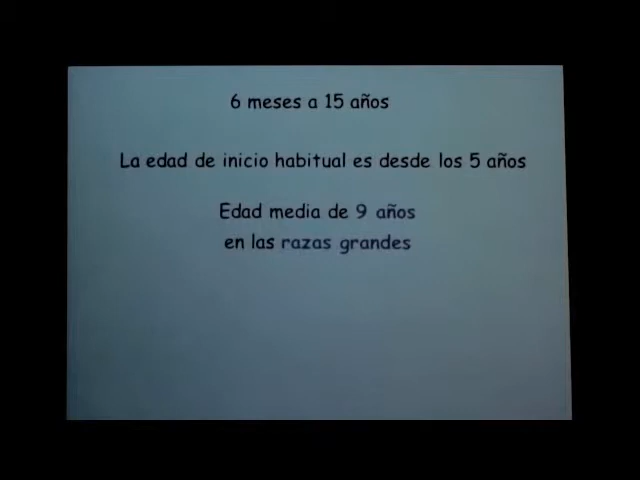 6 meses a 15 años
La edad de inicio habitual es desde los 5 años
Edad media de 9 años
en las razas grandes